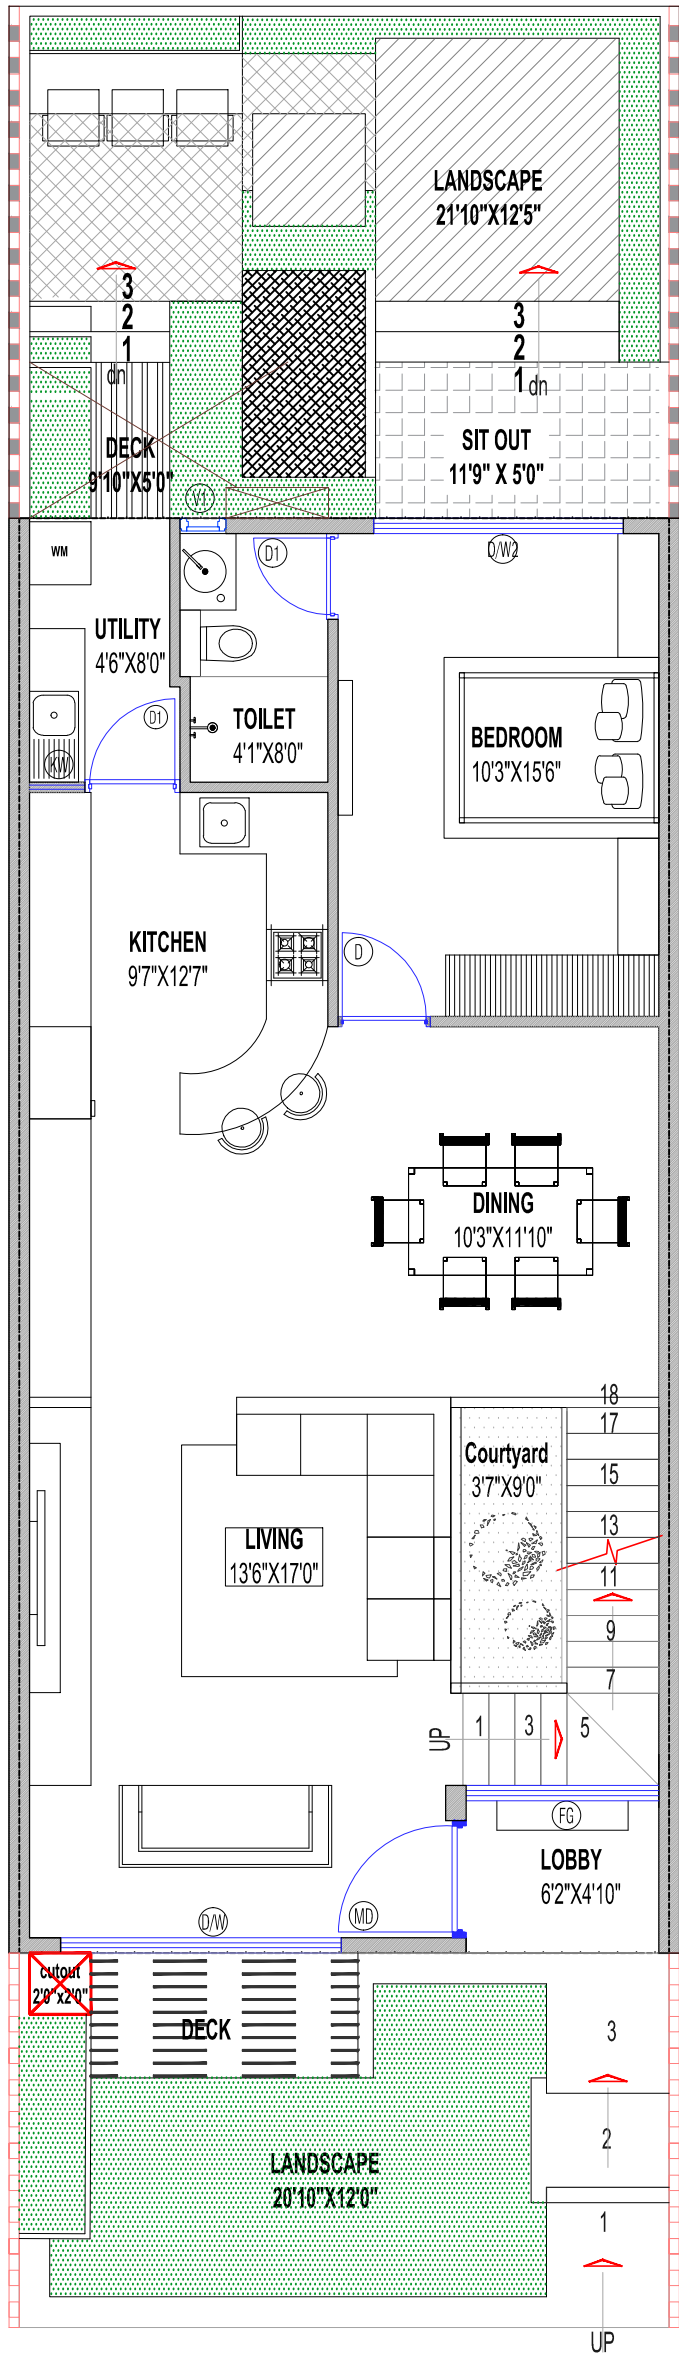 LANDSCAPE
21'10"X12'5"
3
2
1
dn
3
2
1 dn
DECK
9'10"X5'0"
SIT OUT
11'9" X 5'0"
V1
WM
D1
D/W2
UTILITY
4'6"X8'0"
TOILET
4'1"X8'0"
BEDROOM
10'3"X15'6"
D1
KW
KITCHEN
9'7"X12'7"
D
DINING
10'3"X11'10"
18
17
15
13
11
9
7
Courtyard
3'7"X9'0"
LIVING
13'6"X17'0"
UP
1
3
5
FG
LOBBY
6'2"X4'10"
D/W
MD
cutout
2'0"x2'0"
DECK
3
2
1
LANDSCAPE
20'10"X12'0"
UP